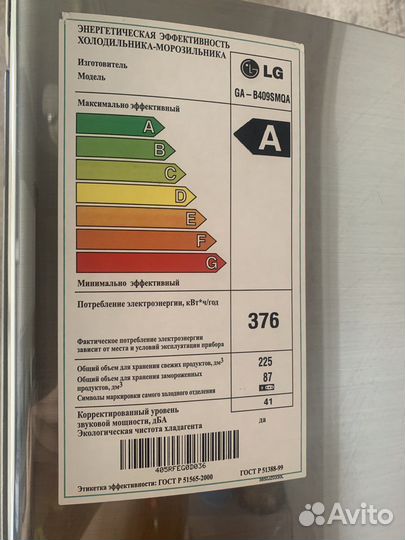 ЭНЕРГЕТИЧЕСКАЯ ЭФФЕКТИВНОСТЬ
ХОЛОДИЛЬНИКА-МОРОЗИЛЬНИКА
Изготовитель
LG
Модель
GA-B409SMQA
Максимально эффективный
A
A
B
C
D
E
F
G
Минимально эффективный
Потребление электроэнергии, кВт*ч/год
376
Фактическое потребление электроэнергии
зависит от места и условий эксплуатации прибора
Общий объем для хранения свежих продуктов, дм³
225
Общий объем для хранения замороженных
продуктов, дм³
87
Символы маркировки самого холодного отделения
Корректированный уровень
звуковой мощности, дБА
41
Экологическая чистота хладагента
да
405RFEG0D036
ГОСТ Р 51388-99
Этикетка эффективности: ГОСТ Р 51565-2000
Avito